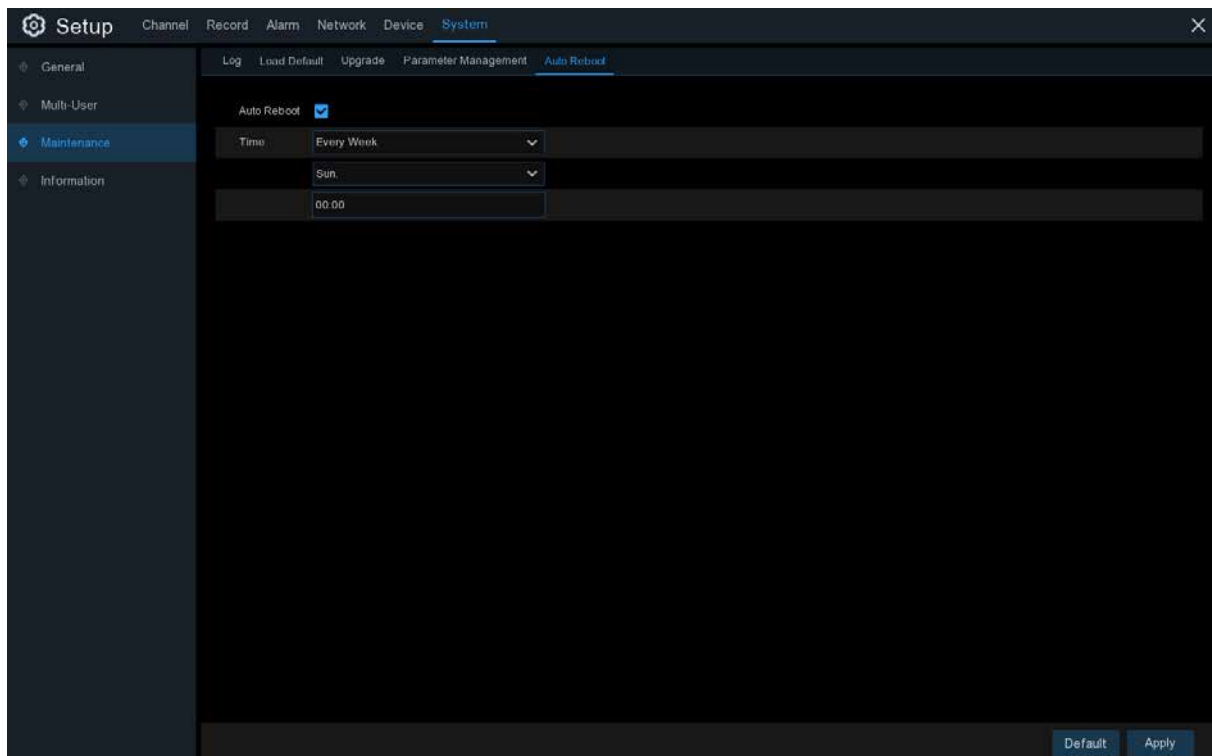 Setup Channel Record Alarm Network Device System
General
Multi-User
Maintenance
Information
Log Load Default Upgrade Parameter Management Auto Reboot
Auto Reboot
Time Every Week
Sun.
00:00
Default Apply